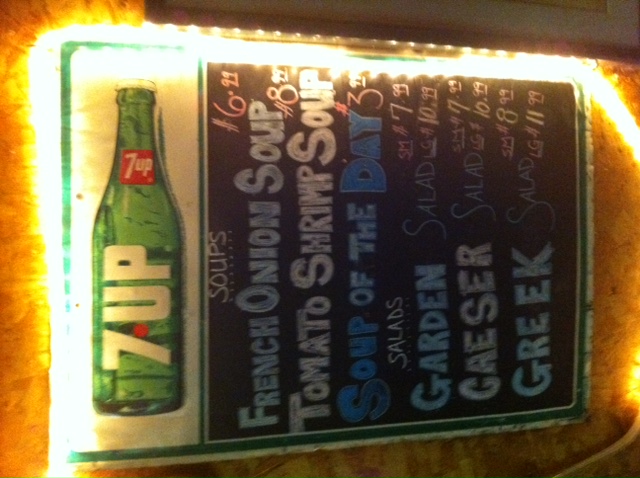 7up
7·UP
SOUPS
FRENCH ONION SOUP $6.99
TOMATO SHRIMP SOUP $8.99
SOUP OF THE DAY $3.99
SALADS
GARDEN SALAD SM $7.99 LG $10.99
CAESER SALAD SM $7.99 LG $10.99
GREEK SALAD SM $8.99 LG $11.99